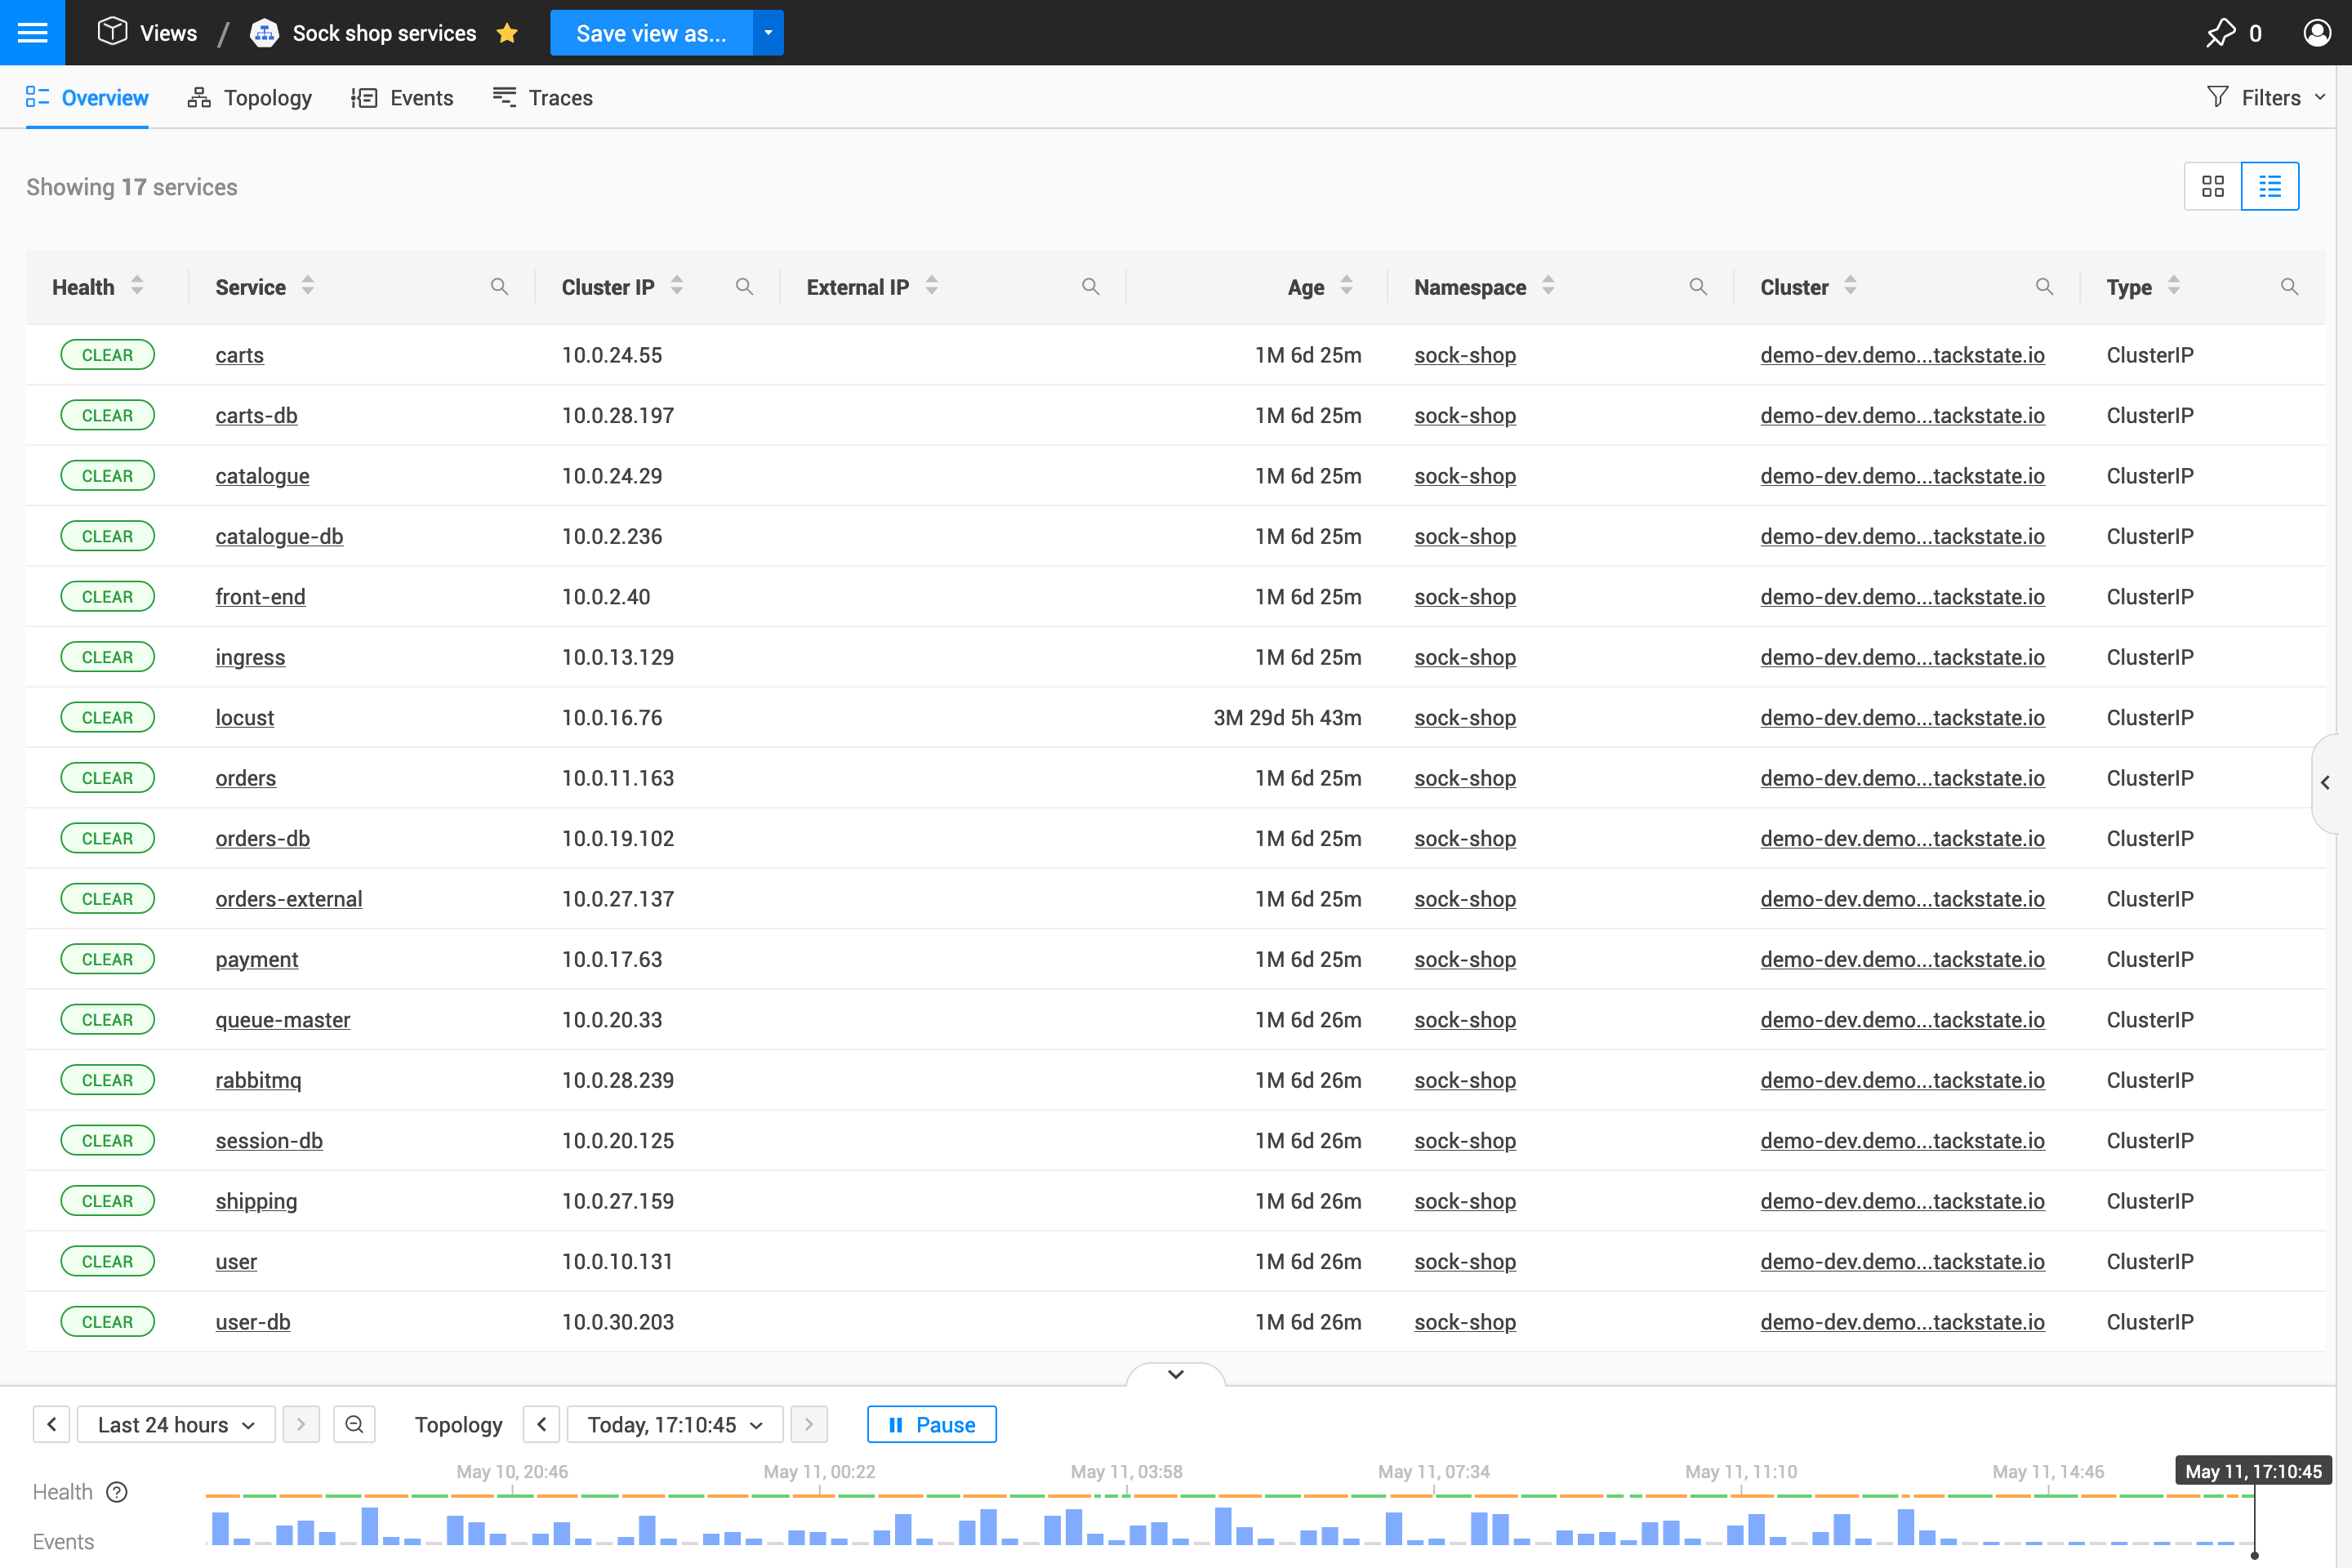 Views / Sock shop services Save view as... 0
Overview Topology Events Traces Filters
Showing 17 services
Health Service Cluster IP External IP Age Namespace Cluster Type
CLEAR carts 10.0.24.55 1M 6d 25m sock-shop demo-dev.demo...tackstate.io ClusterIP
CLEAR carts-db 10.0.28.197 1M 6d 25m sock-shop demo-dev.demo...tackstate.io ClusterIP
CLEAR catalogue 10.0.24.29 1M 6d 25m sock-shop demo-dev.demo...tackstate.io ClusterIP
CLEAR catalogue-db 10.0.2.236 1M 6d 25m sock-shop demo-dev.demo...tackstate.io ClusterIP
CLEAR front-end 10.0.2.40 1M 6d 25m sock-shop demo-dev.demo...tackstate.io ClusterIP
CLEAR ingress 10.0.13.129 1M 6d 25m sock-shop demo-dev.demo...tackstate.io ClusterIP
CLEAR locust 10.0.16.76 3M 29d 5h 43m sock-shop demo-dev.demo...tackstate.io ClusterIP
CLEAR orders 10.0.11.163 1M 6d 25m sock-shop demo-dev.demo...tackstate.io ClusterIP
CLEAR orders-db 10.0.19.102 1M 6d 25m sock-shop demo-dev.demo...tackstate.io ClusterIP
CLEAR orders-external 10.0.27.137 1M 6d 25m sock-shop demo-dev.demo...tackstate.io ClusterIP
CLEAR payment 10.0.17.63 1M 6d 25m sock-shop demo-dev.demo...tackstate.io ClusterIP
CLEAR queue-master 10.0.20.33 1M 6d 26m sock-shop demo-dev.demo...tackstate.io ClusterIP
CLEAR rabbitmq 10.0.28.239 1M 6d 26m sock-shop demo-dev.demo...tackstate.io ClusterIP
CLEAR session-db 10.0.20.125 1M 6d 26m sock-shop demo-dev.demo...tackstate.io ClusterIP
CLEAR shipping 10.0.27.159 1M 6d 26m sock-shop demo-dev.demo...tackstate.io ClusterIP
CLEAR user 10.0.10.131 1M 6d 26m sock-shop demo-dev.demo...tackstate.io ClusterIP
CLEAR user-db 10.0.30.203 1M 6d 26m sock-shop demo-dev.demo...tackstate.io ClusterIP
Last 24 hours Topology Today, 17:10:45 Pause
May 10, 20:46 May 11, 00:22 May 11, 03:58 May 11, 07:34 May 11, 11:10 May 11, 14:46 May 11, 17:10:45
Health ?
Events